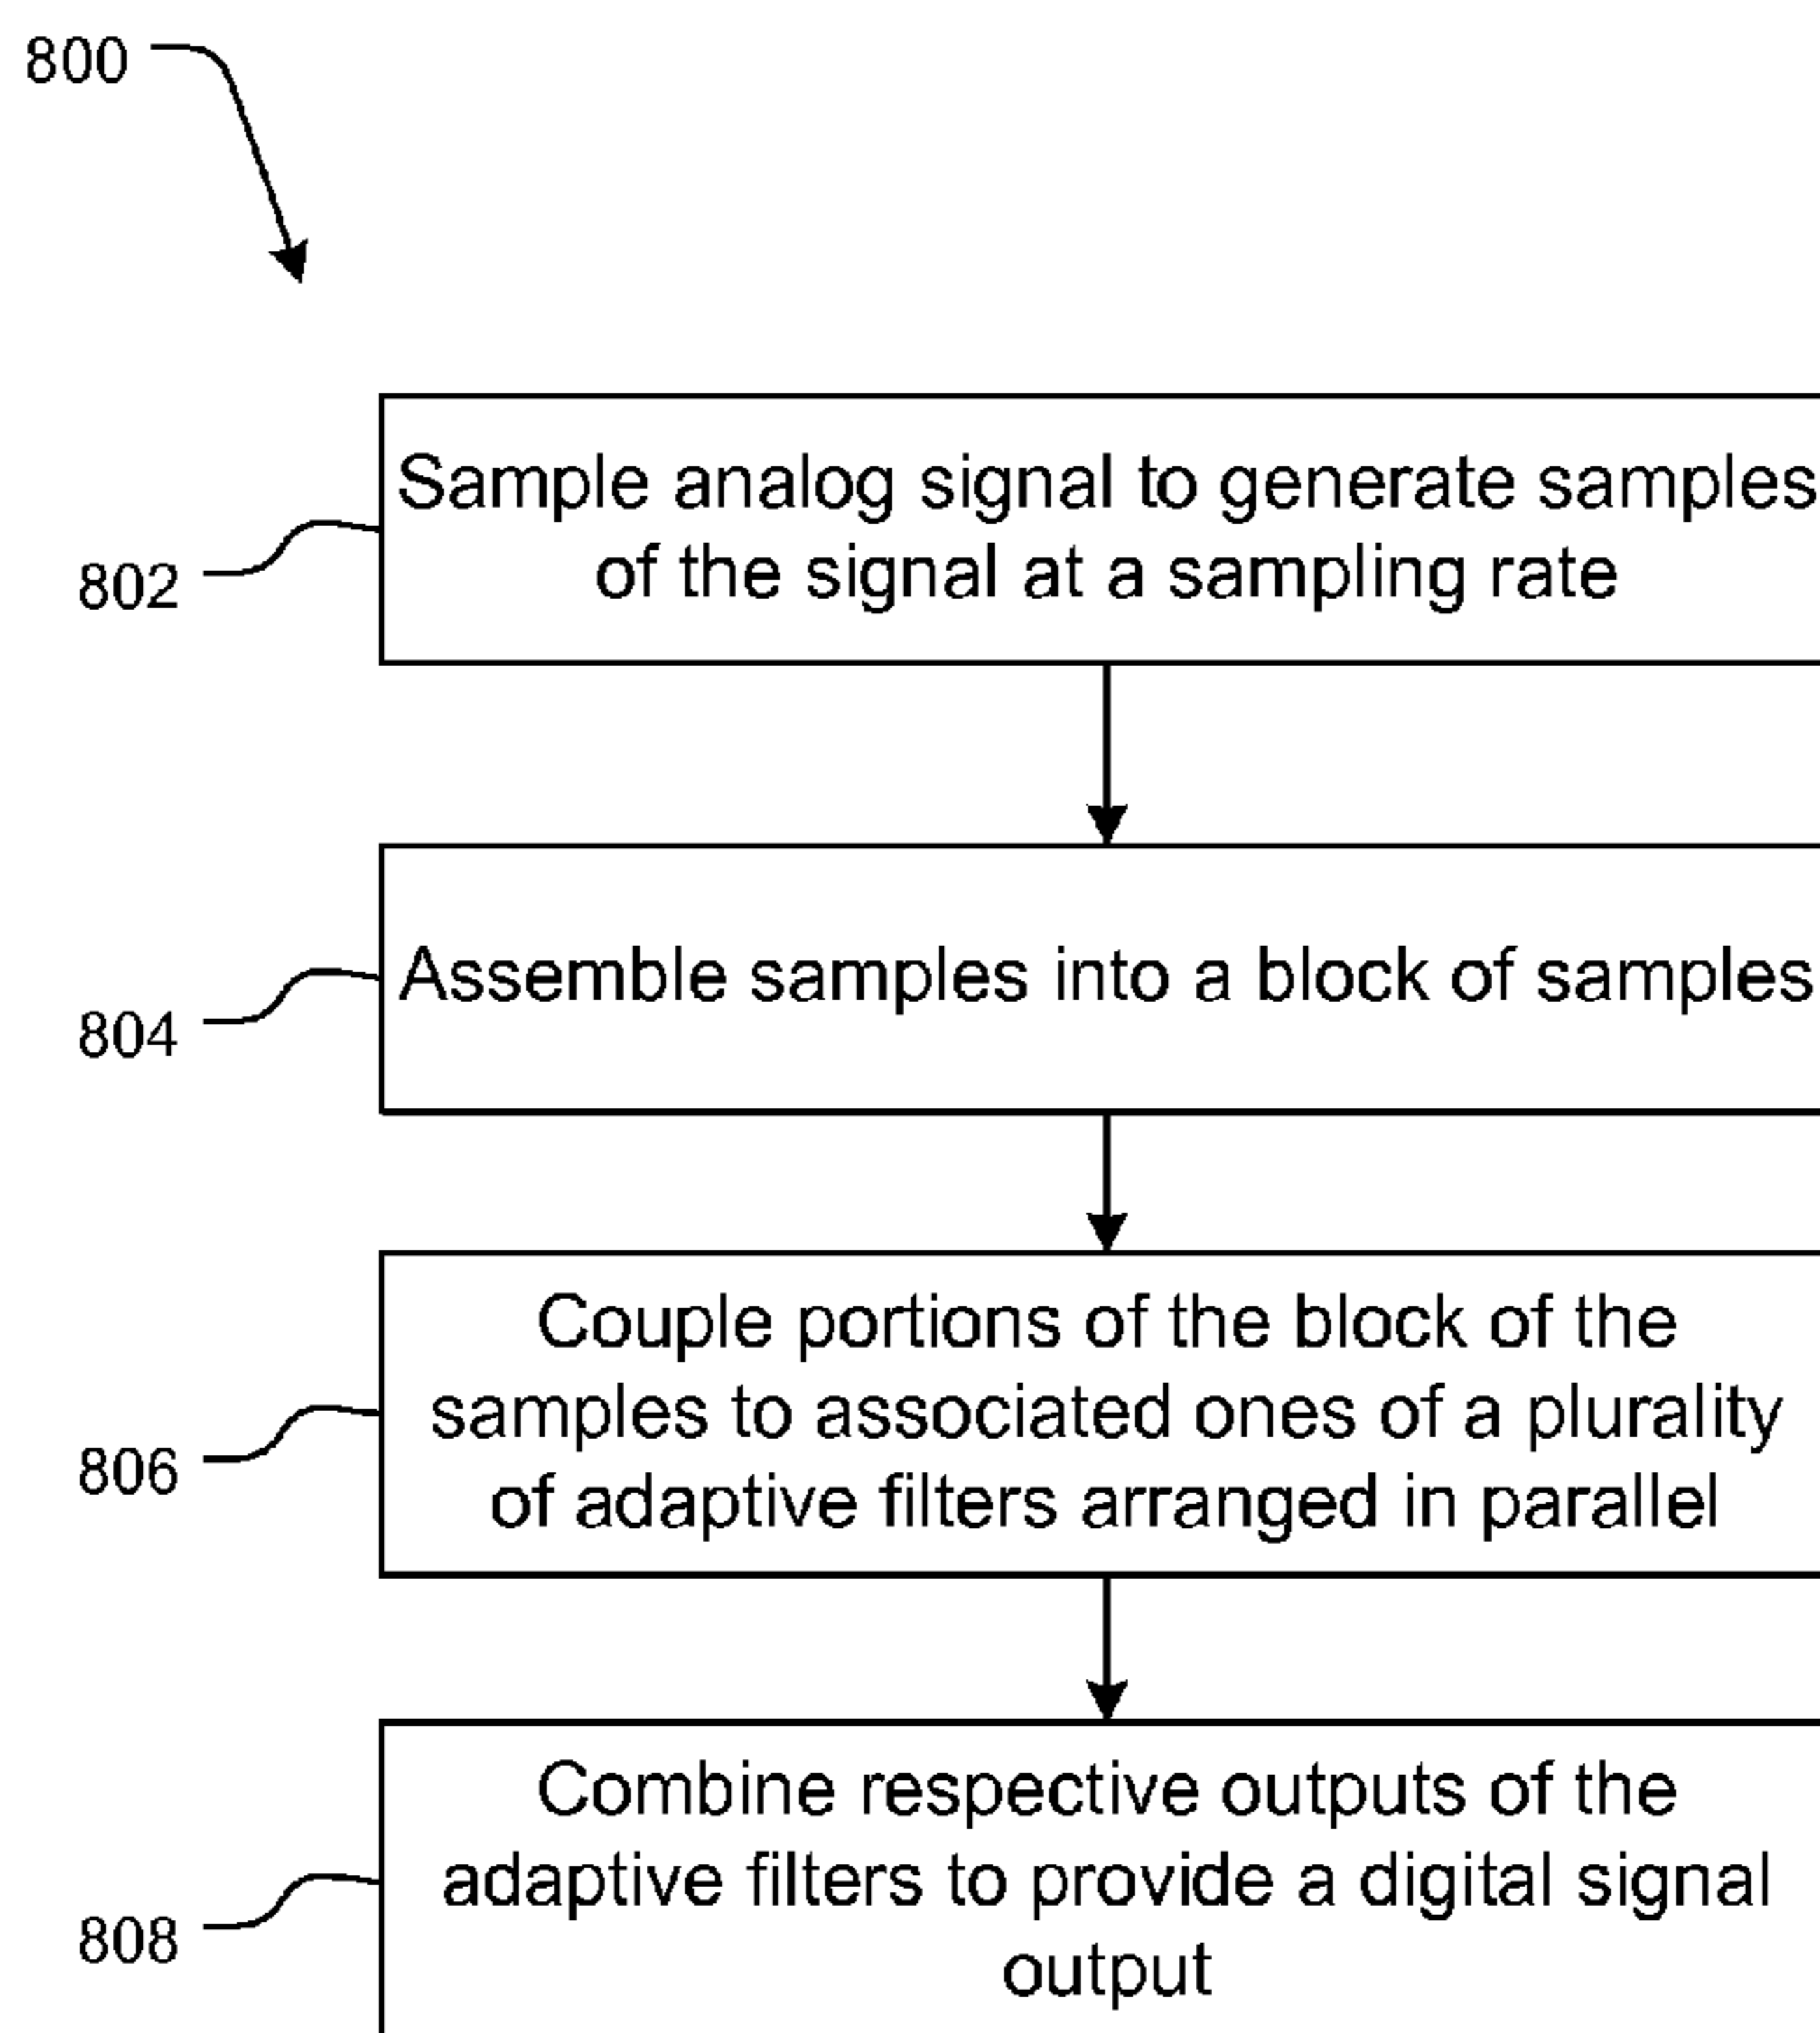 800
Sample analog signal to generate samples
of the signal at a sampling rate
802
Assemble samples into a block of samples
804
Couple portions of the block of the
samples to associated ones of a plurality
of adaptive filters arranged in parallel
806
Combine respective outputs of the
adaptive filters to provide a digital signal
output
808